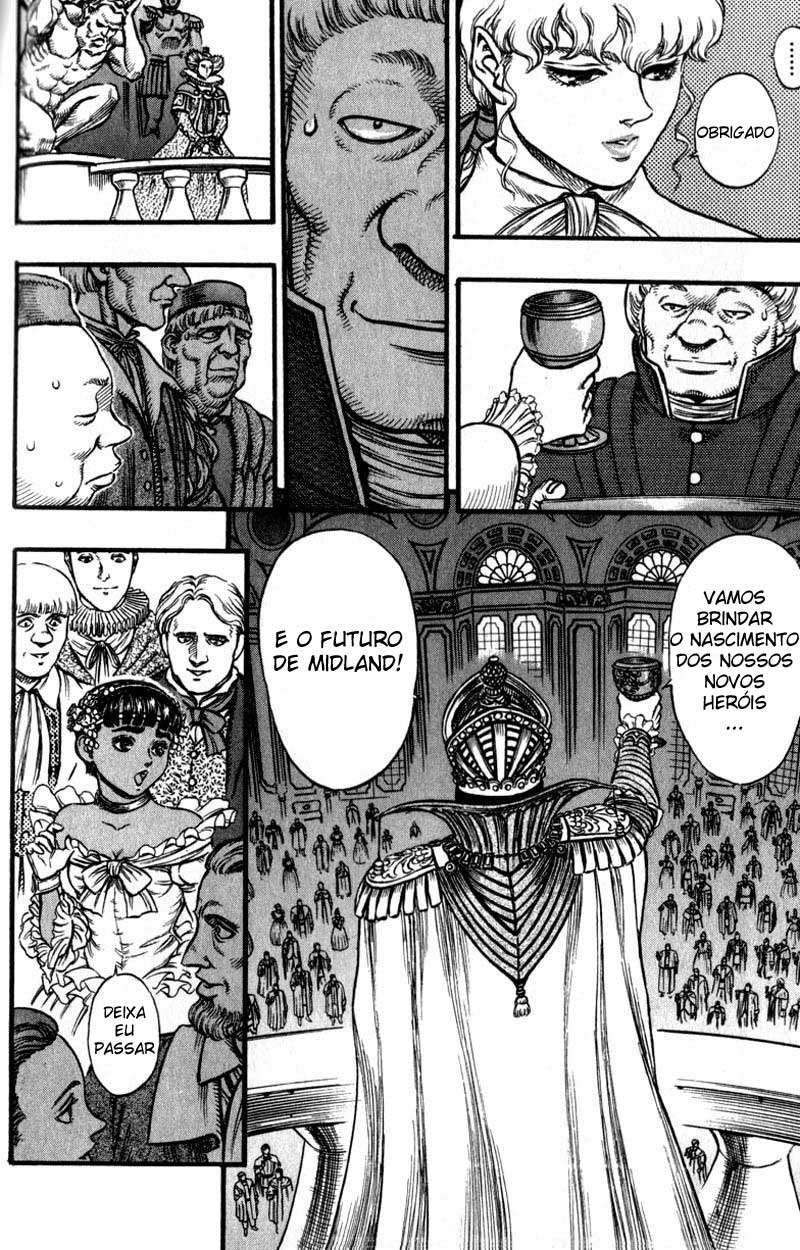 .......
OBRIGADO
VAMOS
BRINDAR
O NASCIMENTO
DOS NOSSOS
NOVOS
HERÓIS
...
E O FUTURO
DE MIDLAND!
DEIXA
EU
PASSAR